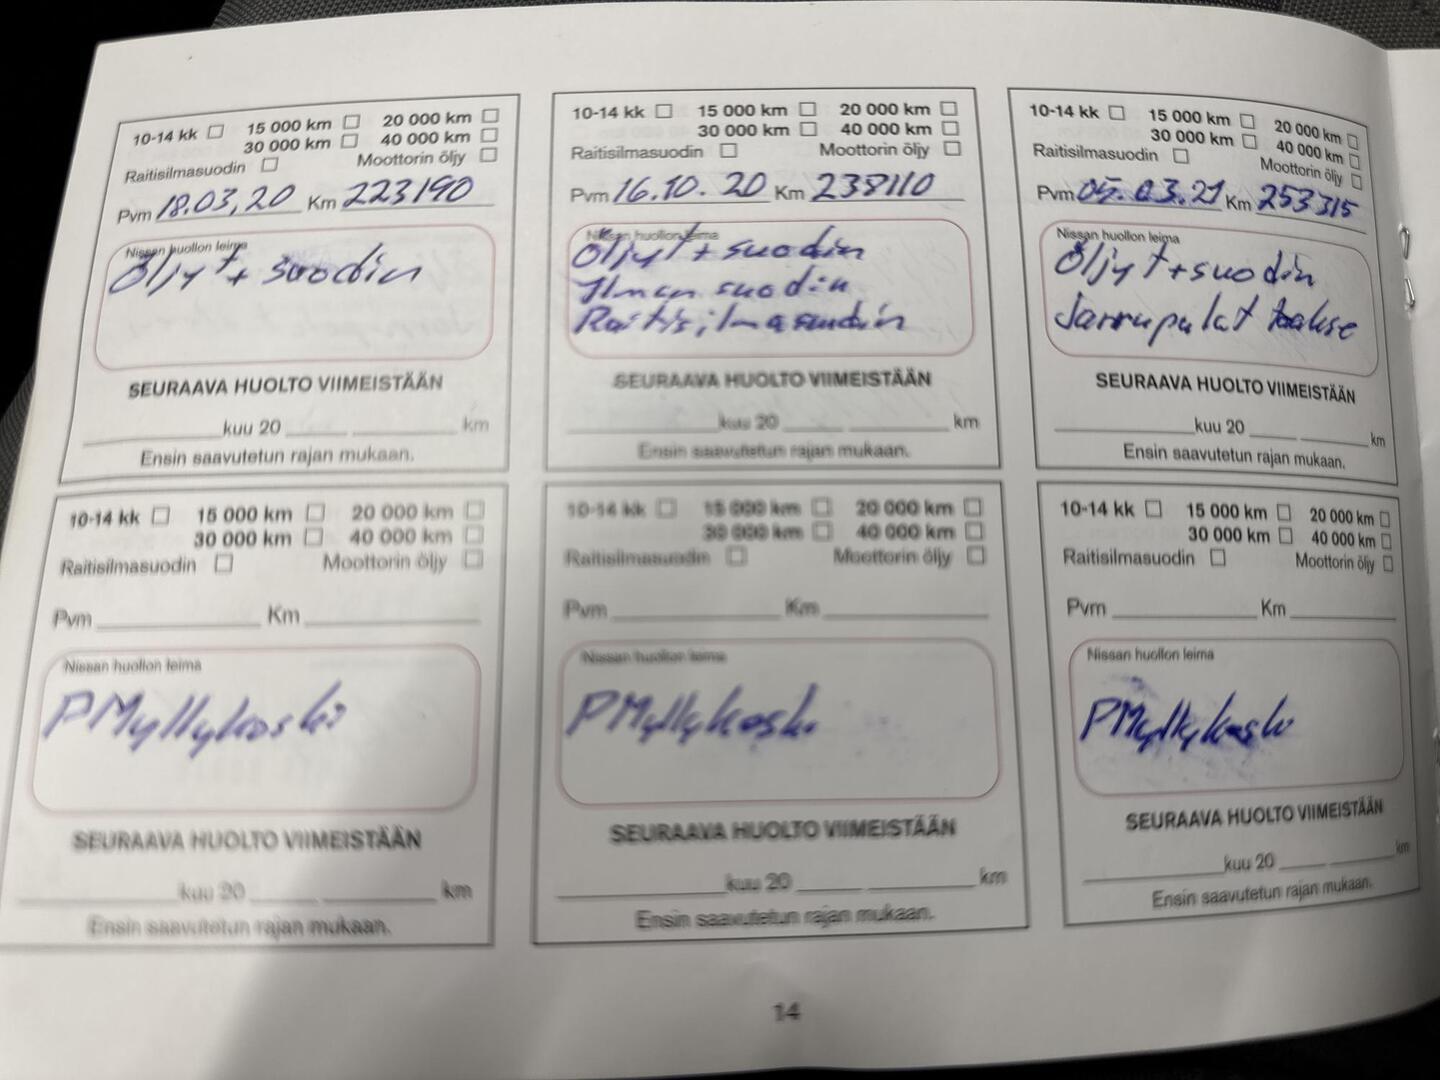 10-14 kk 15 000 km 20 000 km
30 000 km 40 000 km
Raitisilmasuodin Moottorin öljy
Pvm 18.03,20 Km 223190
Nissan huollon leima
Öljyt + suodin
SEURAAVA HUOLTO VIIMEISTÄÄN
kuu 20 km
Ensin saavutetun rajan mukaan.
10-14 kk 15 000 km 20 000 km
30 000 km 40 000 km
Raitisilmasuodin Moottorin öljy
Pvm 16.10.20 Km 238110
Nissan huollon leima
Öljyt + suodin
Ilman suodin
Raitisilmasuodin
SEURAAVA HUOLTO VIIMEISTÄÄN
kuu 20 km
Ensin saavutetun rajan mukaan.
10-14 kk 15 000 km 20 000 km
30 000 km 40 000 km
Raitisilmasuodin Moottorin öljy
Pvm 05.03.21 Km 253315
Nissan huollon leima
Öljyt + suodin
Jarrupalat taakse
SEURAAVA HUOLTO VIIMEISTÄÄN
kuu 20 km
Ensin saavutetun rajan mukaan.
10-14 kk 15 000 km 20 000 km
30 000 km 40 000 km
Raitisilmasuodin Moottorin öljy
Pvm Km
Nissan huollon leima
PMyllykoski
SEURAAVA HUOLTO VIIMEISTÄÄN
kuu 20 km
Ensin saavutetun rajan mukaan.
10-14 kk 15 000 km 20 000 km
30 000 km 40 000 km
Raitisilmasuodin Moottorin öljy
Pvm Km
Nissan huollon leima
PMyllykoski
SEURAAVA HUOLTO VIIMEISTÄÄN
kuu 20 km
Ensin saavutetun rajan mukaan.
10-14 kk 15 000 km 20 000 km
30 000 km 40 000 km
Raitisilmasuodin Moottorin öljy
Pvm Km
Nissan huollon leima
PMyllykoski
SEURAAVA HUOLTO VIIMEISTÄÄN
kuu 20 km
Ensin saavutetun rajan mukaan.
14